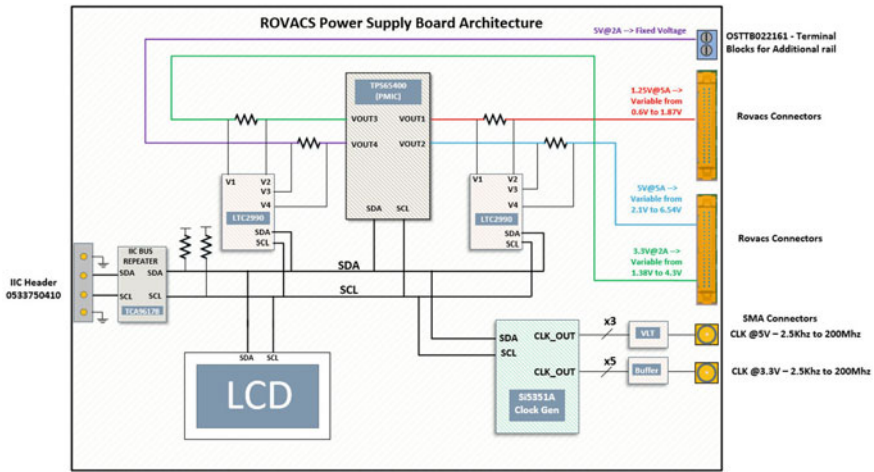 ROVACS Power Supply Board Architecture
5V@2A --> Fixed Voltage
OSTTB022161 - Terminal
Blocks for Additional rail
TPS65400
(PMIC)
1.25V@5A -->
Variable from
0.6V to 1.87V
Rovacs Connectors
VOUT3
VOUT1
VOUT4
VOUT2
V1
V2
V3
V4
LTC2990
SDA
SCL
SDA
SCL
V1
V2
V3
V4
LTC2990
SDA
SCL
5V@5A -->
Variable from
2.1V to 6.54V
Rovacs Connectors
3.3V@2A -->
Variable from
1.38V to 4.3V
IIC Header
0533750410
IIC BUS
REPEATER
SDA
SDA
SCL
SCL
TCA9617B
SDA
SCL
SDA
SCL
LCD
SDA
SCL
CLK_OUT
CLK_OUT
Si5351A
Clock Gen
x3
VLT
x5
Buffer
SMA Connectors
CLK @5V – 2.5Khz to 200Mhz
CLK @3.3V – 2.5Khz to 200Mhz